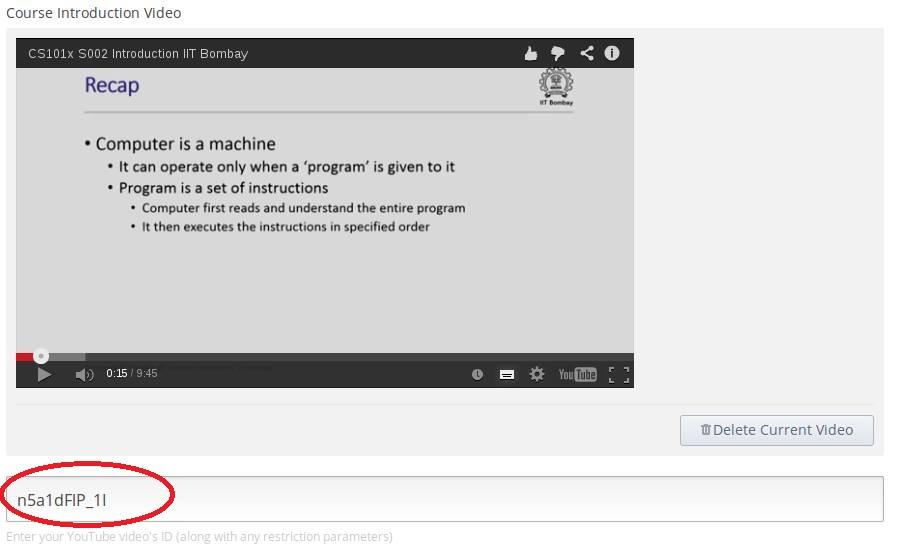 Course Introduction Video
CS101x S002 Introduction IIT Bombay
Recap
IIT Bombay
• Computer is a machine
• It can operate only when a ‘program’ is given to it
• Program is a set of instructions
• Computer first reads and understand the entire program
• It then executes the instructions in specified order
0:15 / 9:45
YouTube
Delete Current Video
n5a1dFlP_1I
Enter your YouTube video's ID (along with any restriction parameters)